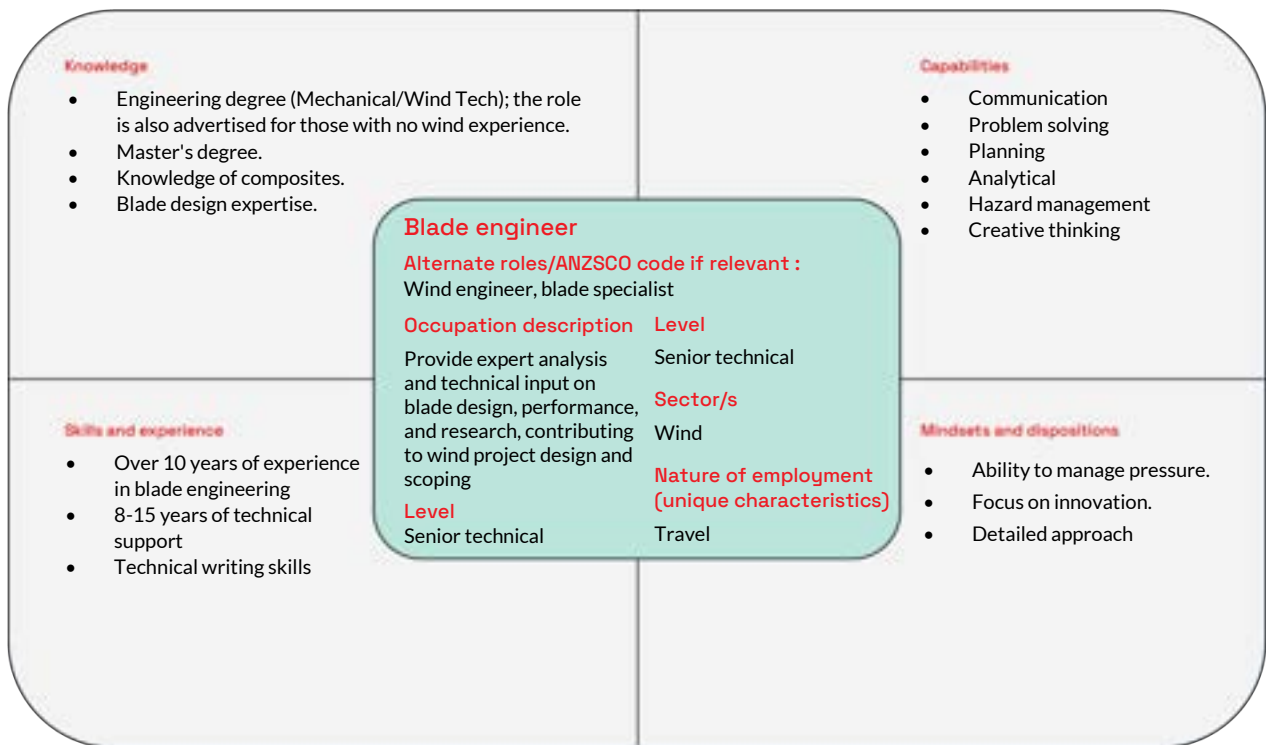 Knowledge
• Engineering degree (Mechanical/Wind Tech); the role
is also advertised for those with no wind experience.
• Master's degree.
• Knowledge of composites.
• Blade design expertise.
Capabilities
• Communication
• Problem solving
• Planning
• Analytical
• Hazard management
• Creative thinking
Blade engineer
Alternate roles/ANZSCO code if relevant :
Wind engineer, blade specialist
Occupation description
Provide expert analysis
and technical input on
blade design, performance,
and research, contributing
to wind project design and
scoping
Level
Senior technical
Level
Senior technical
Sector/s
Wind
Nature of employment
(unique characteristics)
Travel
Skills and experience
• Over 10 years of experience
in blade engineering
• 8-15 years of technical
support
• Technical writing skills
Mindsets and dispositions
• Ability to manage pressure.
• Focus on innovation.
• Detailed approach